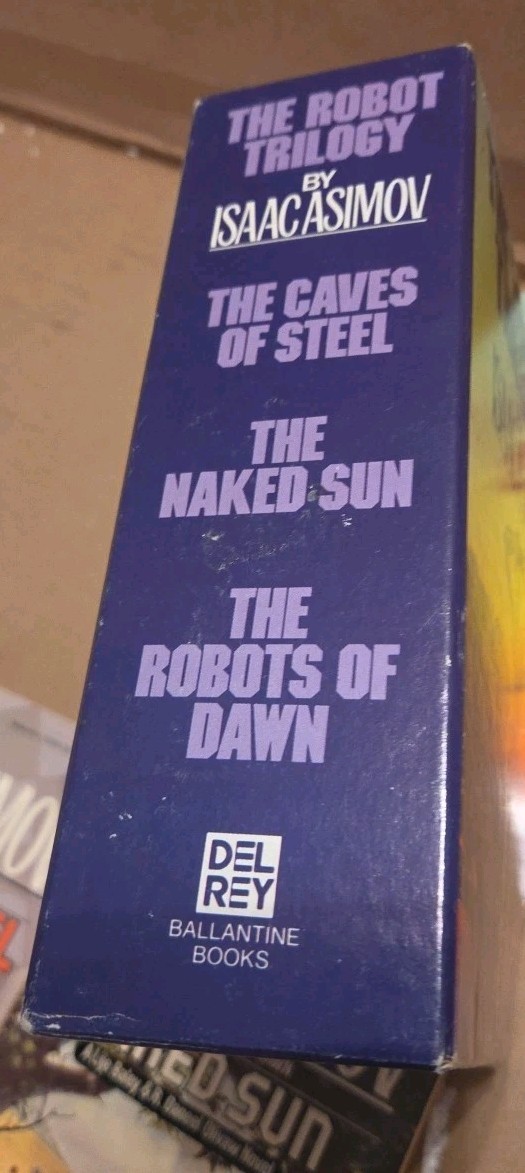 THE ROBOT
TRILOGY
BY
ISAAC ASIMOV
THE CAVES
OF STEEL
THE
NAKED SUN
THE
ROBOTS OF
DAWN
DEL
REY
BALLANTINE
BOOKS
SUN